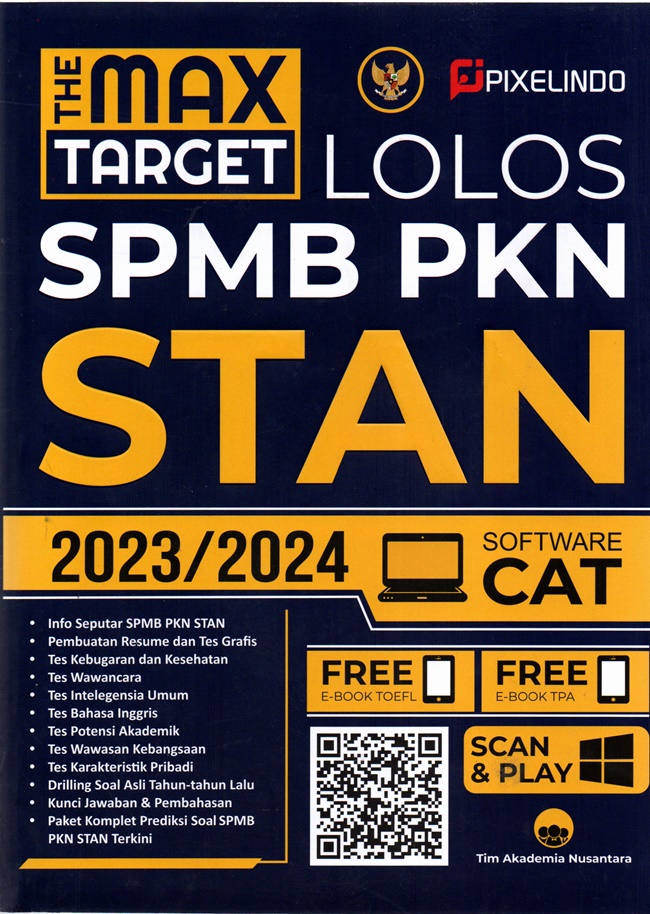 THE MAX
TARGET
PIXELINDO
LOLOS
SPMB PKN
STAN
2023/2024
SOFTWARE
CAT
• Info Seputar SPMB PKN STAN
• Pembuatan Resume dan Tes Grafis
• Tes Kebugaran dan Kesehatan
• Tes Wawancara
• Tes Intelegensia Umum
• Tes Bahasa Inggris
• Tes Potensi Akademik
• Tes Wawasan Kebangsaan
• Tes Karakteristik Pribadi
• Drilling Soal Asli Tahun-tahun Lalu
• Kunci Jawaban & Pembahasan
• Paket Komplet Prediksi Soal SPMB
PKN STAN Terkini
FREE
E-BOOK TOEFL
FREE
E-BOOK TPA
SCAN
& PLAY
Tim Akademia Nusantara